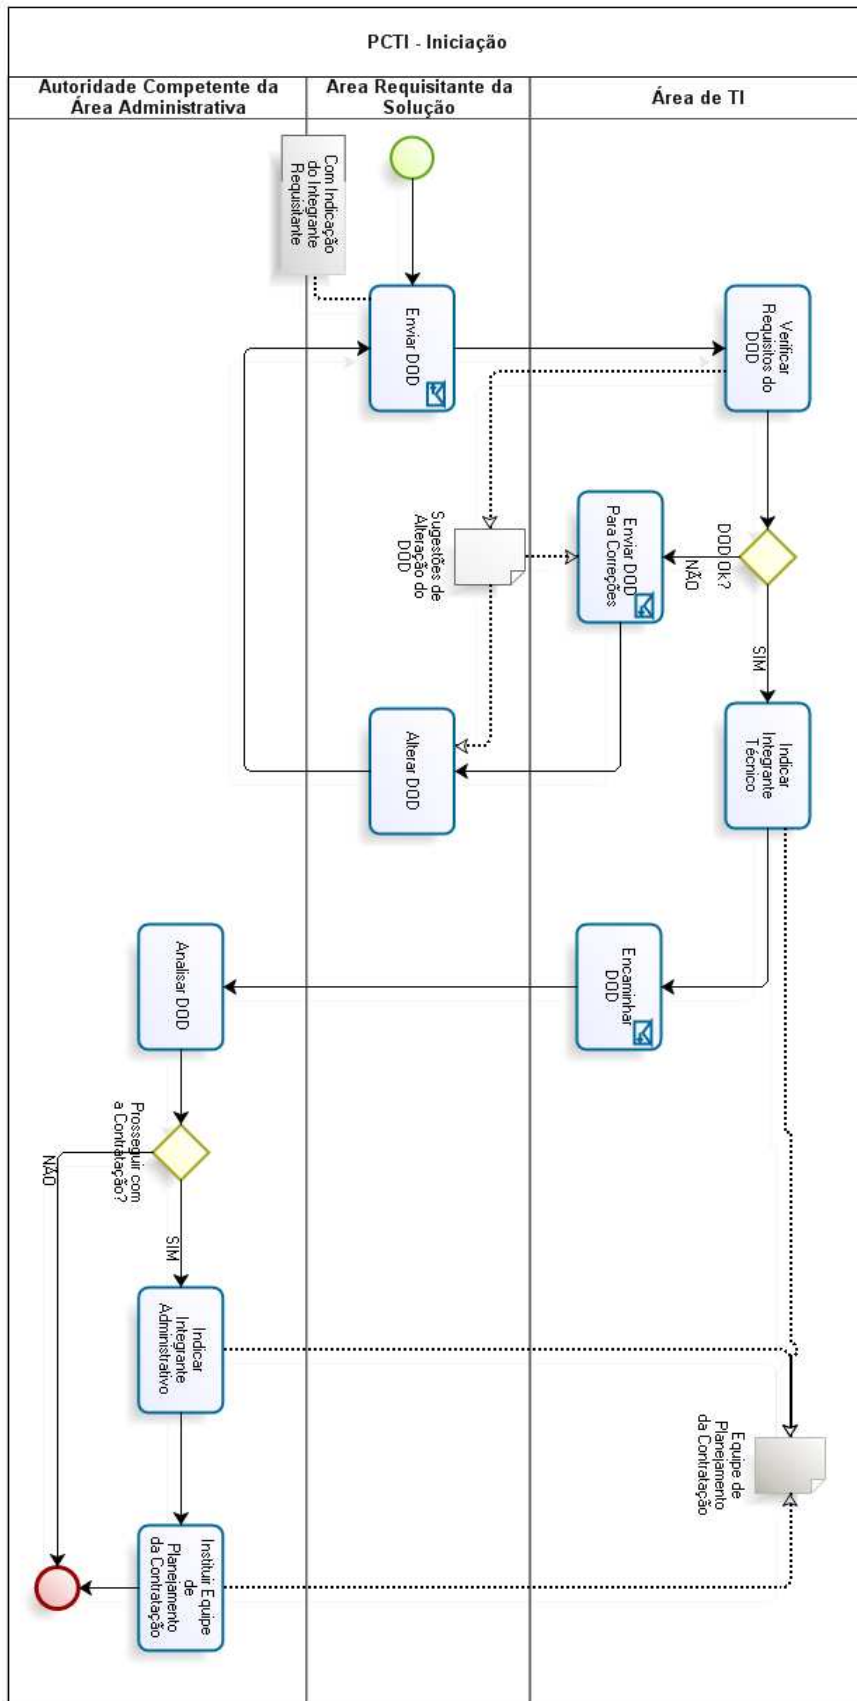 PCTI - Iniciação
Autoridade Competente da
Área Administrativa
Area Requisitante da
Solução
Área de TI
Com Indicação
do Integrante
Requisitante
Enviar DOD
Verificar
Requisitos do
DOD
DOD Ok?
NÃO
SIM
Enviar DOD
Para Correções
Sugestões de
Alteração do
DOD
Alterar DOD
Indicar
Integrante
Técnico
Encaminhar
DOD
Analisar DOD
Prosseguir com
a Contratação?
NÃO
SIM
Indicar
Integrante
Administrativo
Equipe de
Planejamento
da Contratação
Instituir Equipe
de
Planejamento
da Contratação